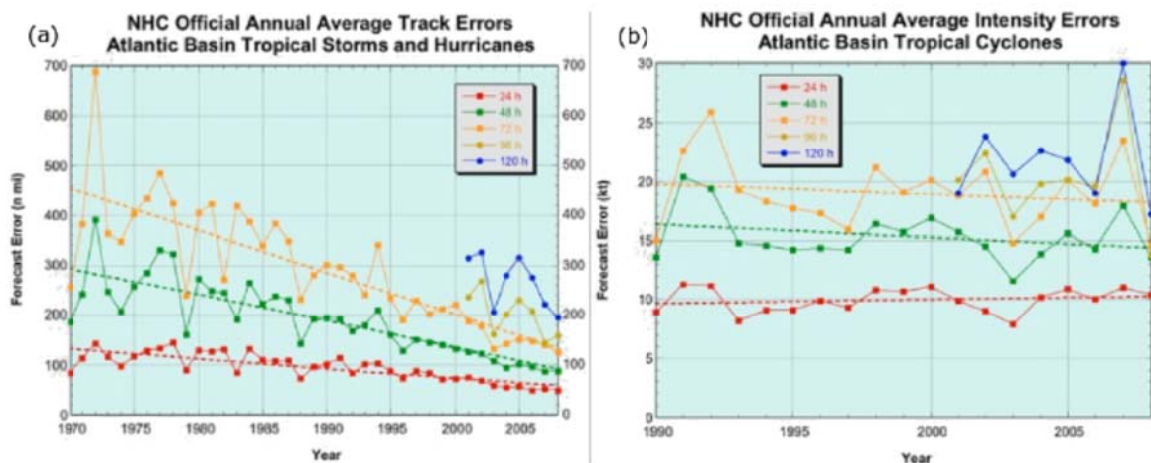 (a)
NHC Official Annual Average Track Errors
Atlantic Basin Tropical Storms and Hurricanes
700
600
500
400
300
200
100
0
Forecast Error (n mi)
700
600
500
400
300
200
100
0
24 h
48 h
72 h
96 h
120 h
1970
1975
1980
1985
1990
1995
2000
2005
Year
(b)
NHC Official Annual Average Intensity Errors
Atlantic Basin Tropical Cyclones
30
25
20
15
10
5
0
Forecast Error (kt)
24 h
48 h
72 h
96 h
120 h
1990
1995
2000
2005
Year